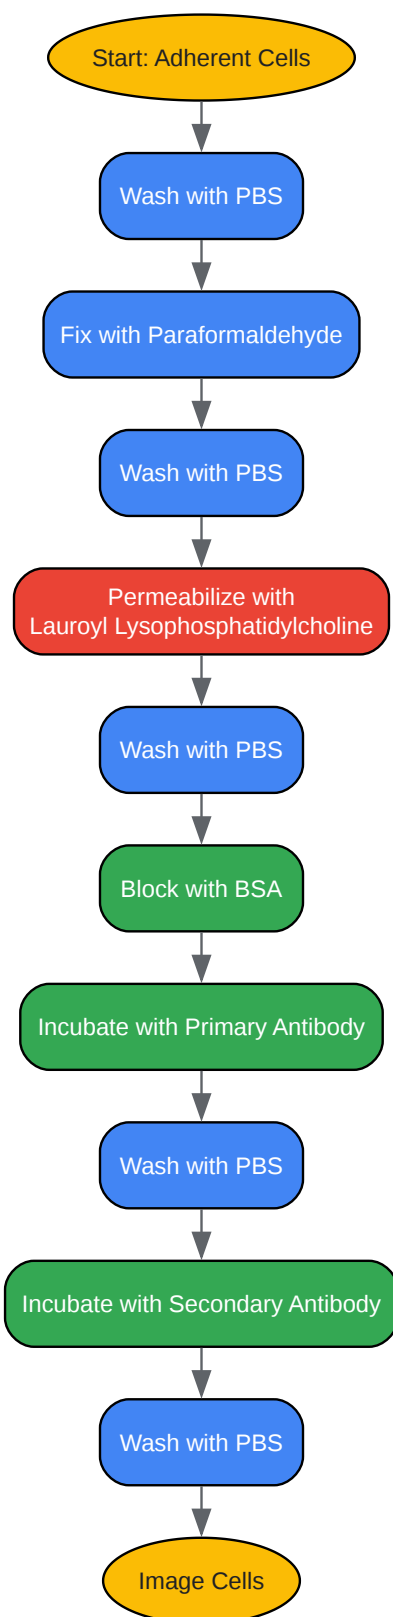 Start: Adherent Cells
Wash with PBS
Fix with Paraformaldehyde
Wash with PBS
Permeabilize with
Lauroyl Lysophosphatidylcholine
Wash with PBS
Block with BSA
Incubate with Primary Antibody
Wash with PBS
Incubate with Secondary Antibody
Wash with PBS
Image Cells